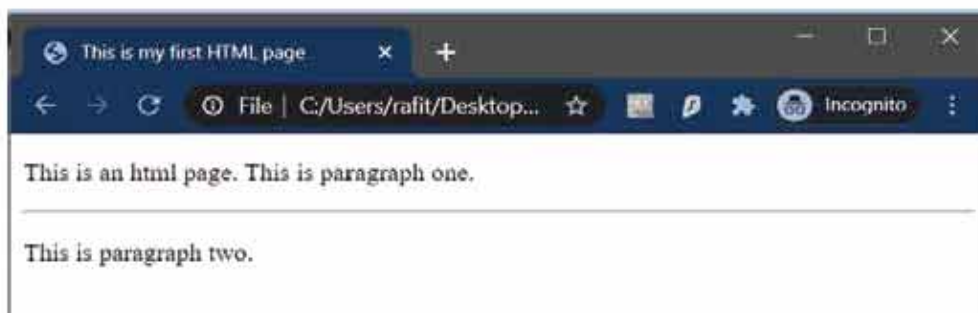 This is my first HTML page
File | C:/Users/rafit/Desktop... Incognito
This is an html page. This is paragraph one.
This is paragraph two.